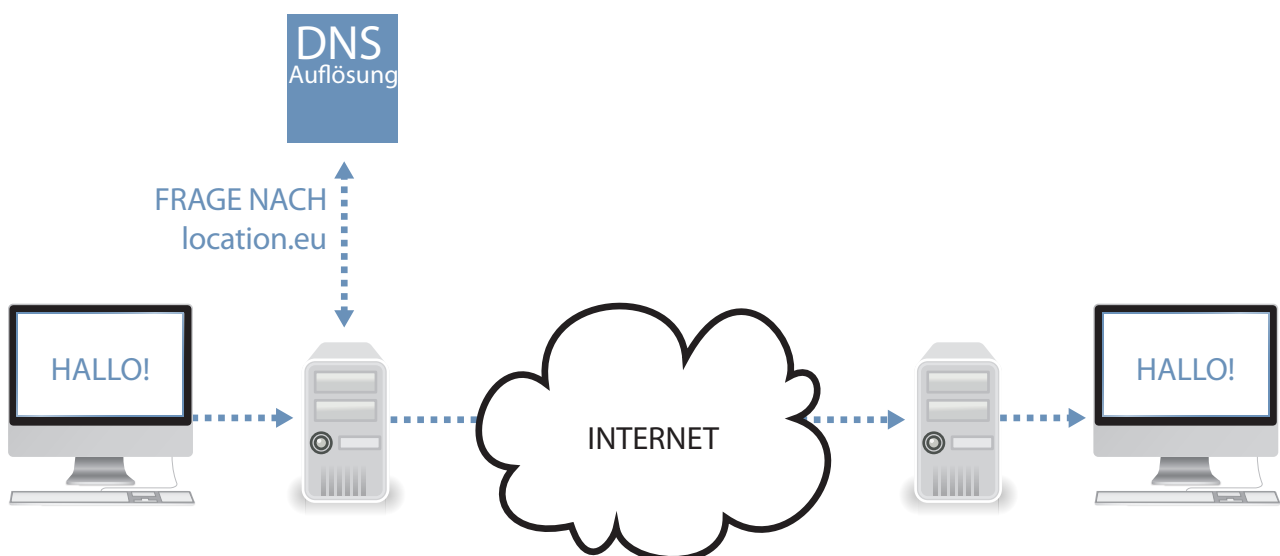 DNS
Auflösung
FRAGE NACH
location.eu
HALLO!
INTERNET
HALLO!